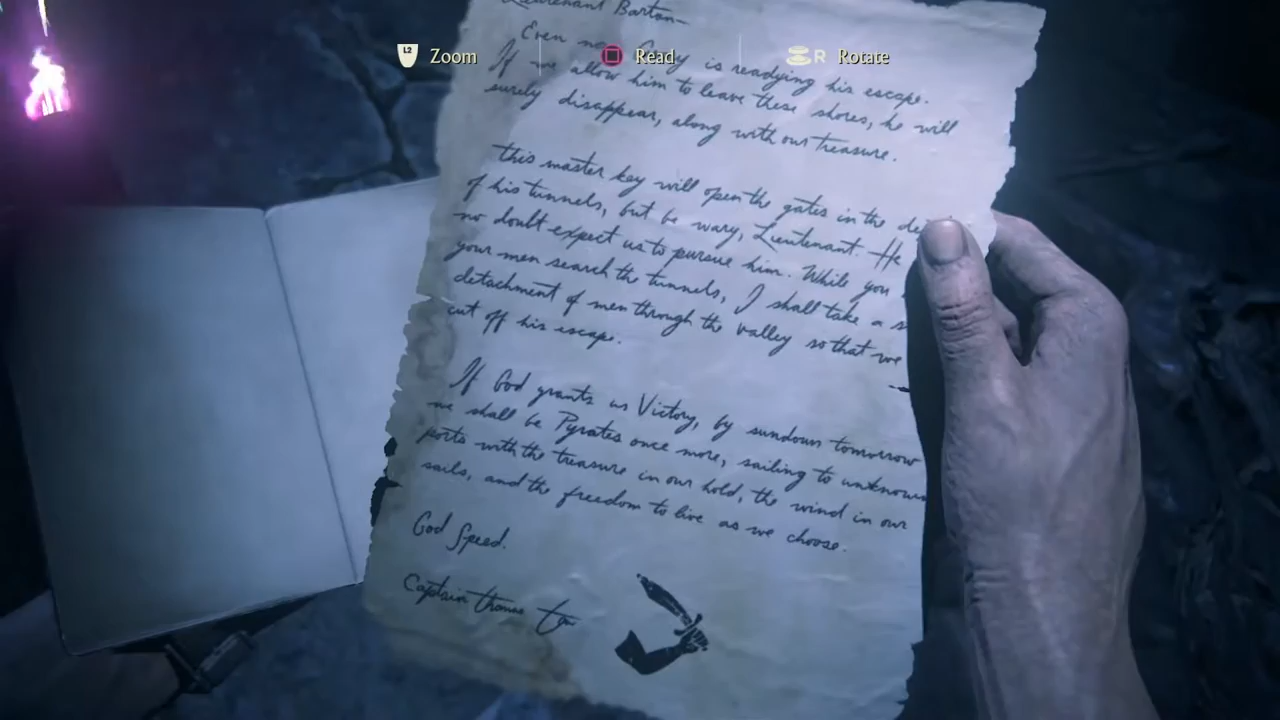 L2 Zoom
Read
R Rotate
Lieutenant Burton—
Even now is readying his escape.
If we allow him to leave these shores, he will
surely disappear, along with our treasure.
this master key will open the gates in the
of his tunnels, but be wary, Lieutenant. He
no doubt expect us to pursue him. While you
your men search the tunnels, I shall take a s
detachment of men through the valley so that we
cut off his escape.
If God grants us Victory, by sundown tomorrow
we shall be Pyrates once more, sailing to unknown
ports with the treasure in our hold, the wind in our
sails, and the freedom to live as we choose.
God Speed.
Captain Thomas Tew